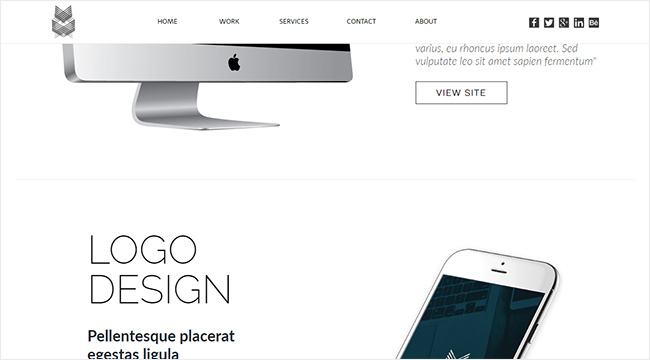 HOME WORK SERVICES CONTACT ABOUT
varius, eu rhoncus ipsum laoreet. Sed
vulputate leo sit amet sapien fermentum"
VIEW SITE
LOGO
DESIGN
Pellentesque placerat
egestas ligula